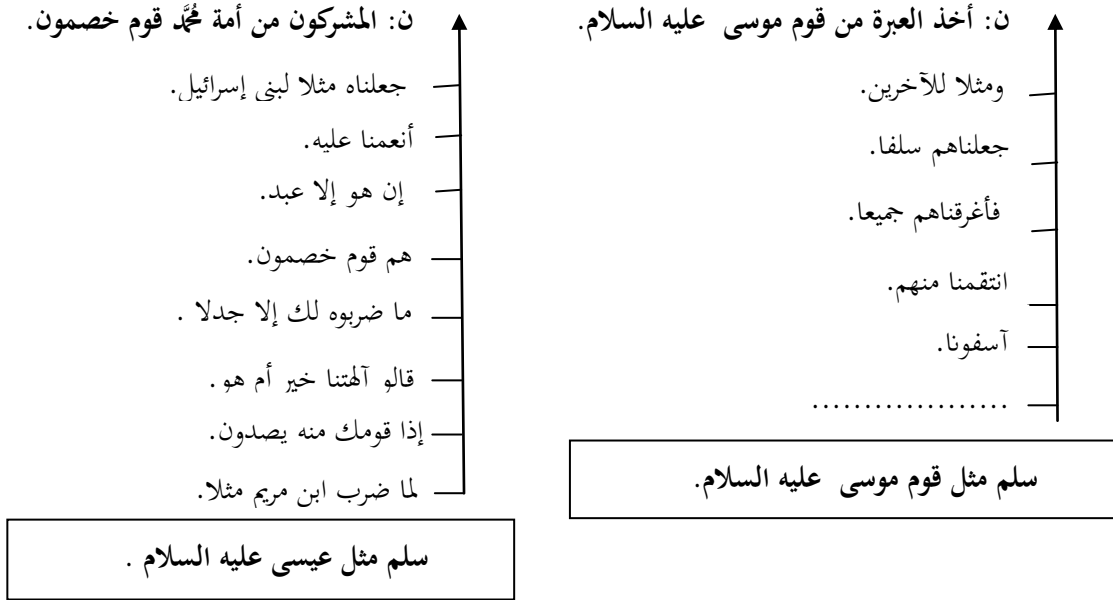 ن: أخذ العبرة من قوم موسى عليه السلام.
ومثلا للآخرين.
جعلناهم سلفا.
فأغرقناهم جميعا.
انتقمنا منهم.
آسفونا.
...................
سلم مثل قوم موسى عليه السلام.
ن: المشركون من أمة مُحَمَّد قوم خصمون.
جعلناه مثلا لبني إسرائيل.
أنعمنا عليه.
إن هو إلا عبد.
هم قوم خصمون.
ما ضربوه لك إلا جدلا .
قالو آلهتنا خير أم هو.
إذا قومك منه يصدون.
لما ضرب ابن مريم مثلا.
سلم مثل عيسى عليه السلام .